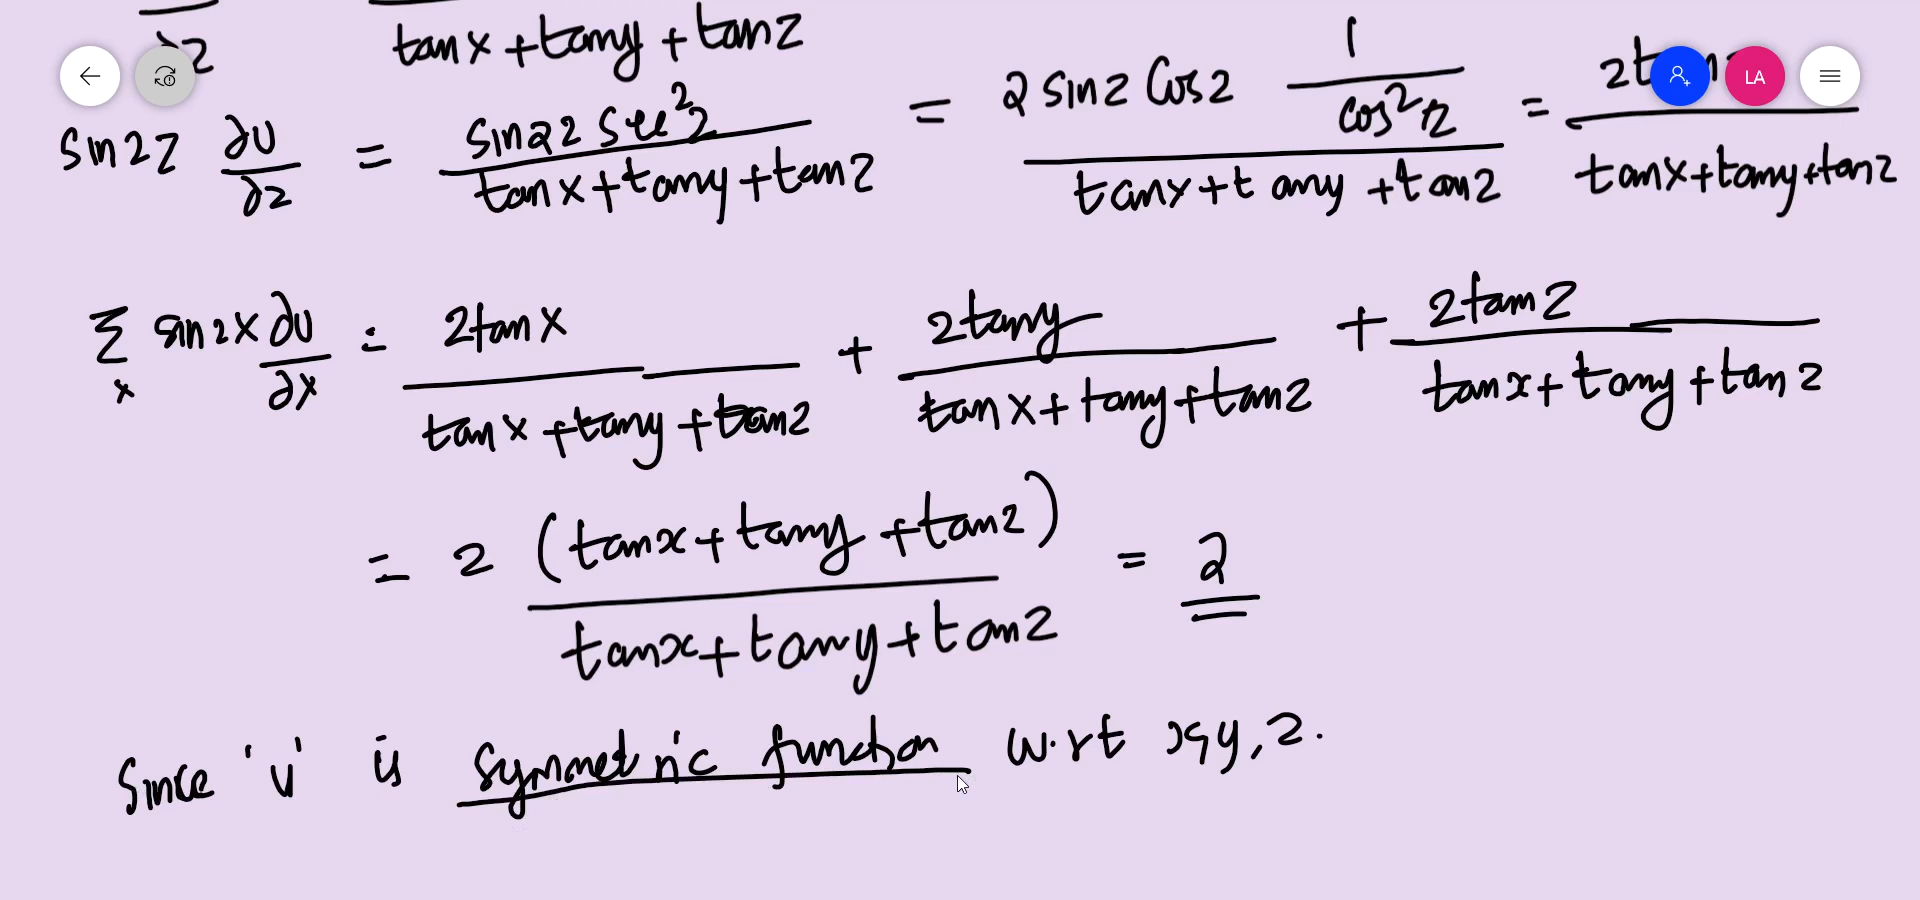 ∂z tanx + tany + tanz
sin2z ∂u/∂z = sin2z sec²z / tanx + tany + tanz = 2 sinz cosz 1/cos²z / tanx + tany + tanz = 2tan / tanx + tany + tanz
LA
Σx sin2x ∂u/∂x = 2tanx / tanx + tany + tanz + 2tany / tanx + tany + tanz + 2tanz / tanx + tany + tanz
= 2 (tanx + tany + tanz) / tanx + tany + tanz = 2
Since 'u' is symmetric function w.r.t x, y, z.